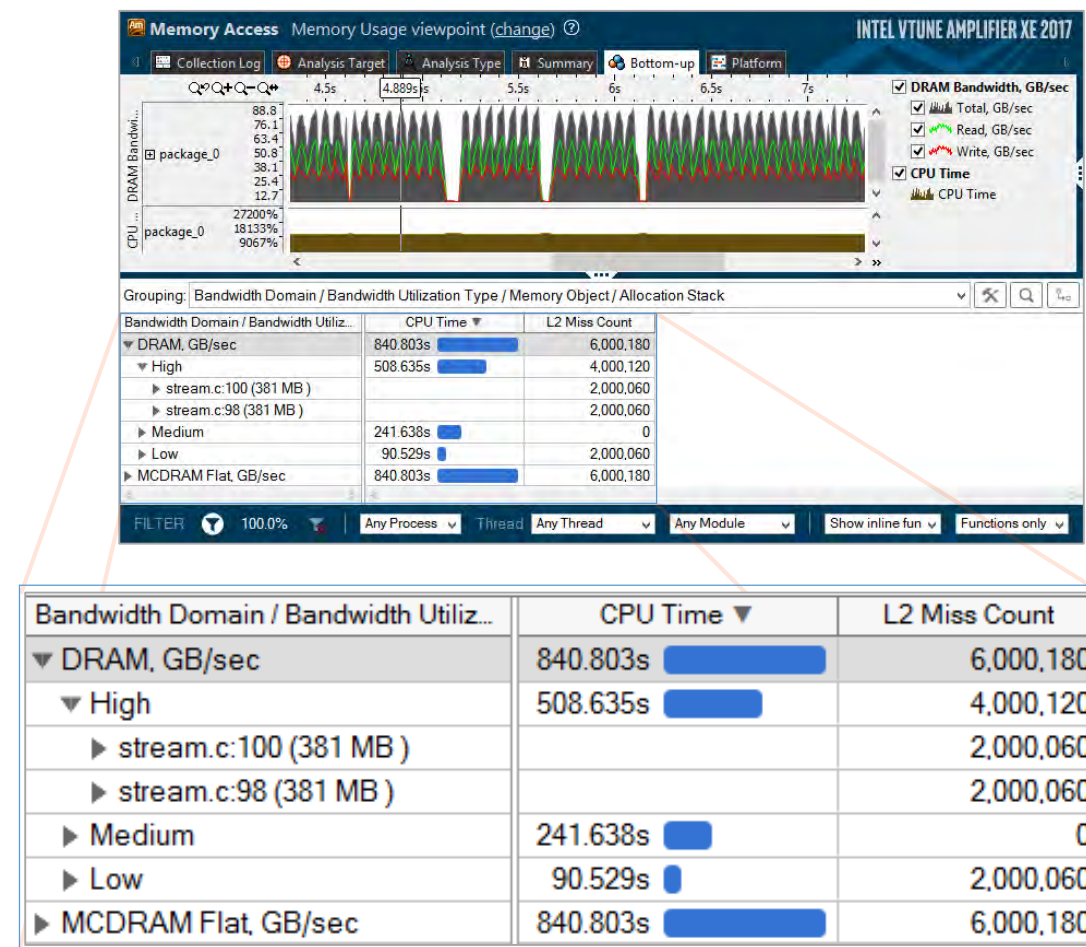 Memory Access Memory Usage viewpoint (change) ? INTEL VTUNE AMPLIFIER XE 2017
Collection Log Analysis Target Analysis Type Summary Bottom-up Platform
4.5s 4.889s 5.5s 6s 6.5s 7s
DRAM Bandwi...
package_0
88.8
76.1
63.4
50.8
38.1
25.4
12.7
CPU ...
package_0
27200%
18133%
9067%
DRAM Bandwidth, GB/sec
Total, GB/sec
Read, GB/sec
Write, GB/sec
CPU Time
CPU Time
Grouping: Bandwidth Domain / Bandwidth Utilization Type / Memory Object / Allocation Stack
Bandwidth Domain / Bandwidth Utiliz... CPU Time L2 Miss Count
DRAM, GB/sec 840.803s 6,000,180
High 508.635s 4,000,120
stream.c:100 (381 MB ) 2,000,060
stream.c:98 (381 MB ) 2,000,060
Medium 241.638s 0
Low 90.529s 2,000,060
MCDRAM Flat, GB/sec 840.803s 6,000,180
FILTER 100.0% Any Process Thread Any Thread Any Module Show inline fun Functions only
Bandwidth Domain / Bandwidth Utiliz... CPU Time L2 Miss Count
DRAM, GB/sec 840.803s 6,000,180
High 508.635s 4,000,120
stream.c:100 (381 MB ) 2,000,060
stream.c:98 (381 MB ) 2,000,060
Medium 241.638s 0
Low 90.529s 2,000,060
MCDRAM Flat, GB/sec 840.803s 6,000,180